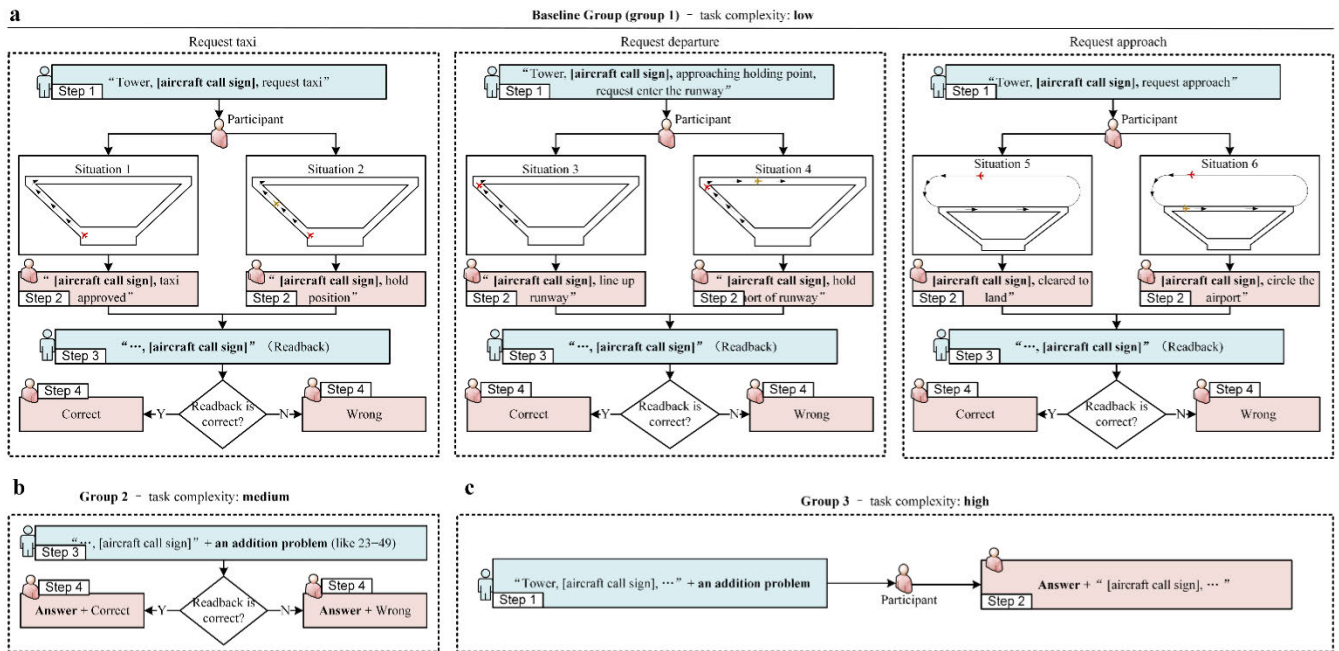 a
Baseline Group (group 1) – task complexity: low
Request taxi
“Tower, [aircraft call sign], request taxi”
Step 1
Participant
Situation 1
Situation 2
“ [aircraft call sign], taxi
approved”
Step 2
“ [aircraft call sign], hold
position”
Step 2
“…, [aircraft call sign]” (Readback)
Step 3
Step 4
Correct
Y
Readback is
correct?
N
Step 4
Wrong
Request departure
“Tower, [aircraft call sign], approaching holding point,
request enter the runway”
Step 1
Participant
Situation 3
Situation 4
“ [aircraft call sign], line up
runway”
Step 2
“ [aircraft call sign], hold
ort of runway”
Step 2
“…, [aircraft call sign]” (Readback)
Step 3
Step 4
Correct
Y
Readback is
correct?
N
Step 4
Wrong
Request approach
“Tower, [aircraft call sign], request approach”
Step 1
Participant
Situation 5
Situation 6
[aircraft call sign], cleared to
land”
Step 2
“ [aircraft call sign], circle the
airport”
Step 2
“…, [aircraft call sign]” (Readback)
Step 3
Step 4
Correct
Y
Readback is
correct?
N
Step 4
Wrong
b
Group 2 – task complexity: medium
“…, [aircraft call sign]” + an addition problem (like 23–49)
Step 3
Step 4
Answer + Correct
Y
Readback is
correct?
N
Step 4
Answer + Wrong
c
Group 3 – task complexity: high
“Tower, [aircraft call sign], …” + an addition problem
Step 1
Participant
Answer + “ [aircraft call sign], … ”
Step 2